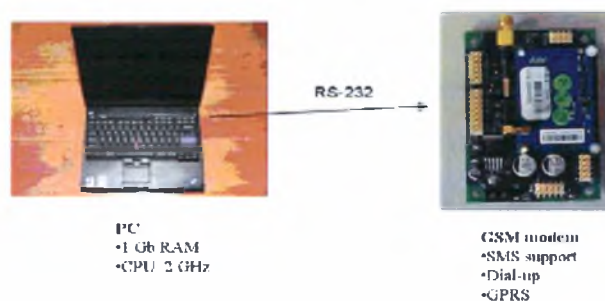 RS-232
PC
•1 Gb RAM
•CPU 2 GHz
GSM modem
•SMS support
•Dial-up
•GPRS